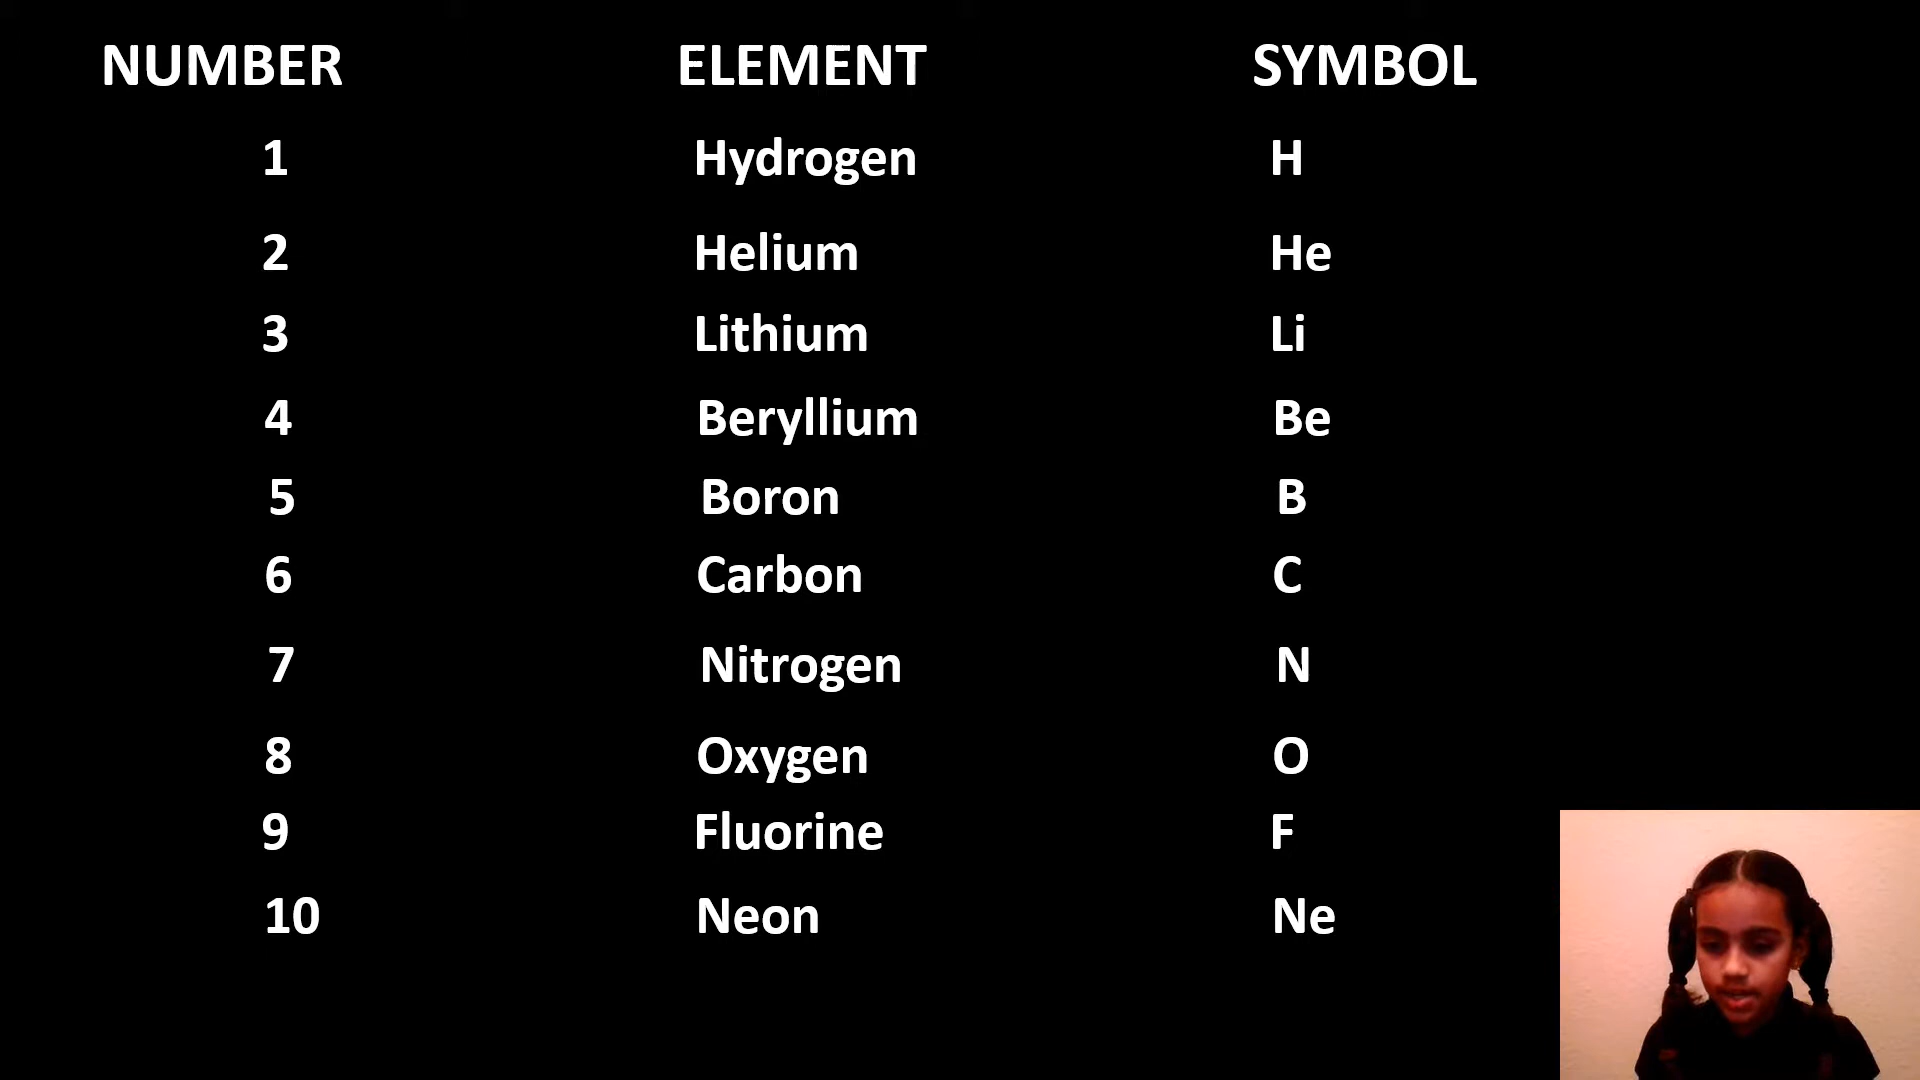 NUMBER ELEMENT SYMBOL
1 Hydrogen H
2 Helium He
3 Lithium Li
4 Beryllium Be
5 Boron B
6 Carbon C
7 Nitrogen N
8 Oxygen O
9 Fluorine F
10 Neon Ne